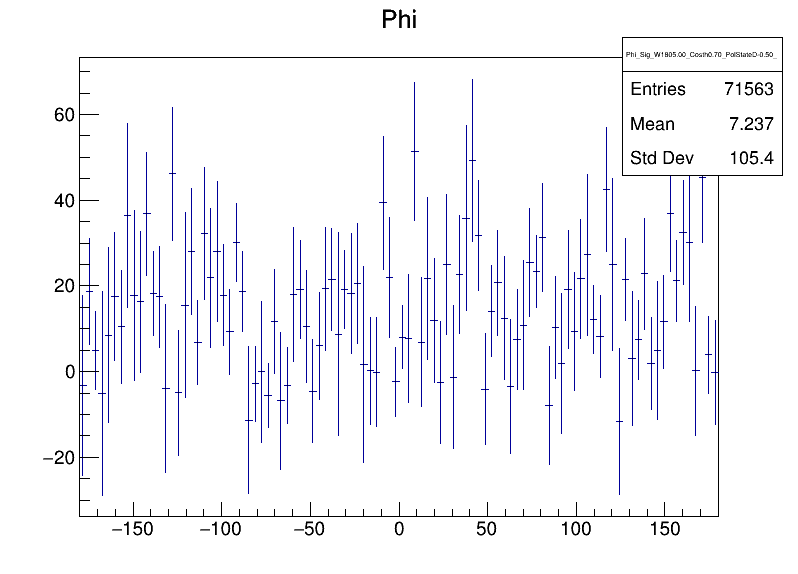 Phi
Phi_Sig_W1605.00_Costh0.70_PolStateD-0.50_
Entries 71563
Mean 7.237
Std Dev 105.4
60
40
20
0
−20
−150 −100 −50 0 50 100 150